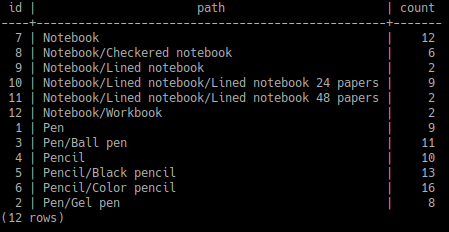 id | path | count
----+----------------------------------------------+-------
7 | Notebook | 12
8 | Notebook/Checkered notebook | 6
9 | Notebook/Lined notebook | 2
10 | Notebook/Lined notebook/Lined notebook 24 papers | 9
11 | Notebook/Lined notebook/Lined notebook 48 papers | 2
12 | Notebook/Workbook | 2
1 | Pen | 9
3 | Pen/Ball pen | 11
4 | Pencil | 10
5 | Pencil/Black pencil | 13
6 | Pencil/Color pencil | 16
2 | Pen/Gel pen | 8
(12 rows)